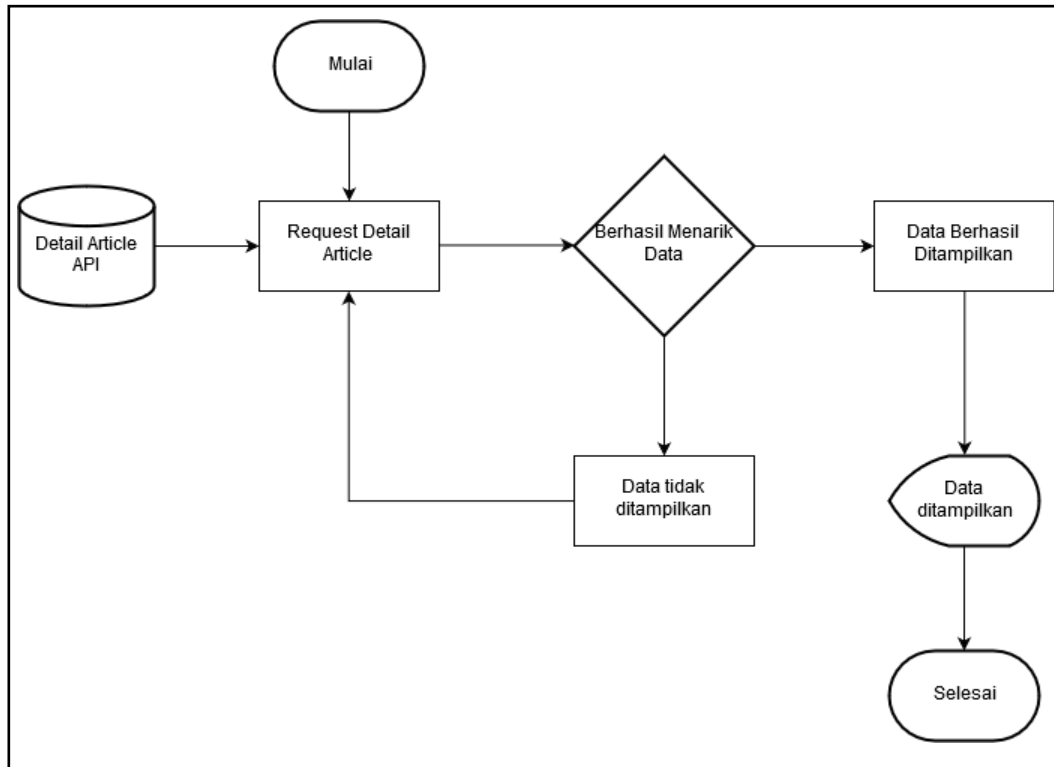 Mulai
Detail Article
API
Request Detail
Article
Berhasil Menarik
Data
Data Berhasil
Ditampilkan
Data tidak
ditampilkan
Data
ditampilkan
Selesai